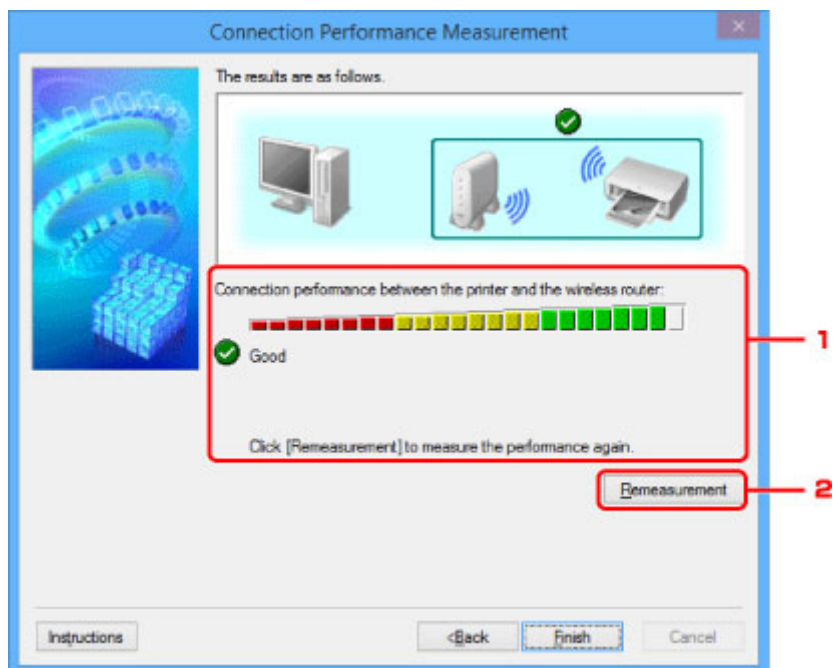 Connection Performance Measurement
The results are as follows.
Connection performance between the printer and the wireless router:
Good
1
Click [Remeasurement] to measure the performance again.
Remeasurement
2
Instructions
<Back
Finish
Cancel